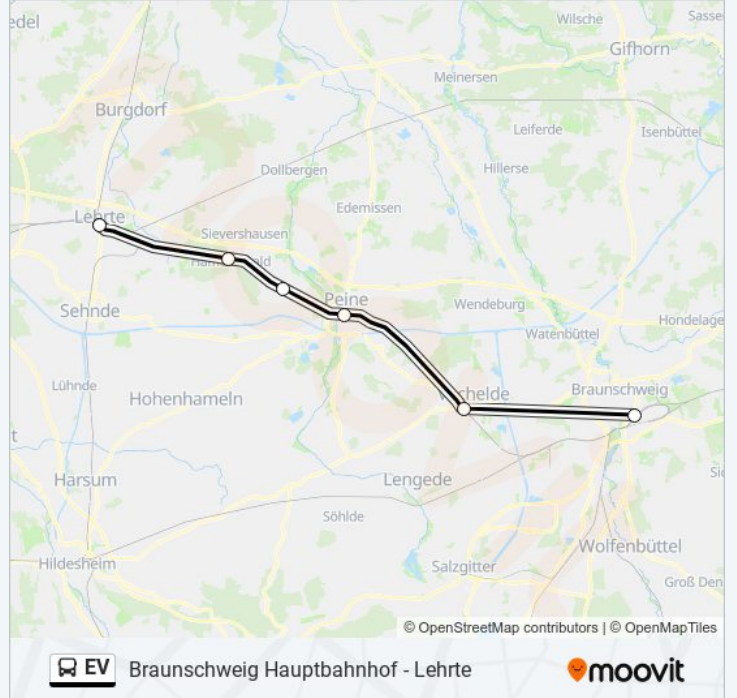 edel
Wilsche
Gifhorn
Meinersen
Burgdorf
Leiferde
Isenbüttel
Dollbergen
Hillerse
Edemissen
Lehrte
Sievershausen
Peine
Wendeburg
Sehnde
Hondelage
Watenbüttel
Lühnde
Hohenhameln
Braunschweig
t
Harsum
Lengede
Söhlde
Wolfenbüttel
Hildesheim
Salzgitter
Groß Den
© OpenStreetMap contributors | © OpenMapTiles
EV Braunschweig Hauptbahnhof - Lehrte
moovit